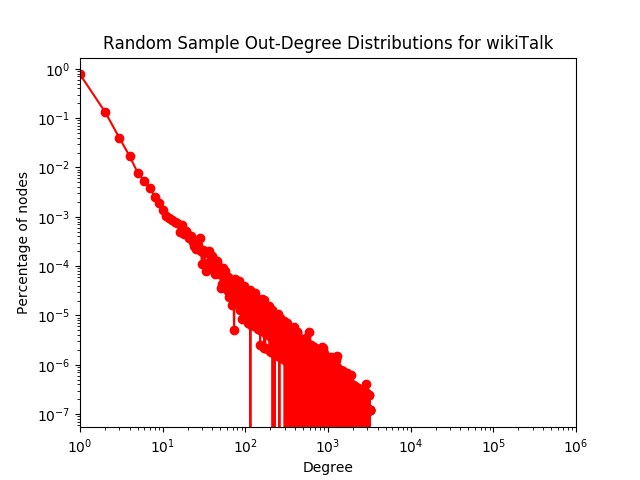 Random Sample Out-Degree Distributions for wikiTalk
Percentage of nodes
10^0
10^-1
10^-2
10^-3
10^-4
10^-5
10^-6
10^-7
10^0 10^1 10^2 10^3 10^4 10^5 10^6
Degree